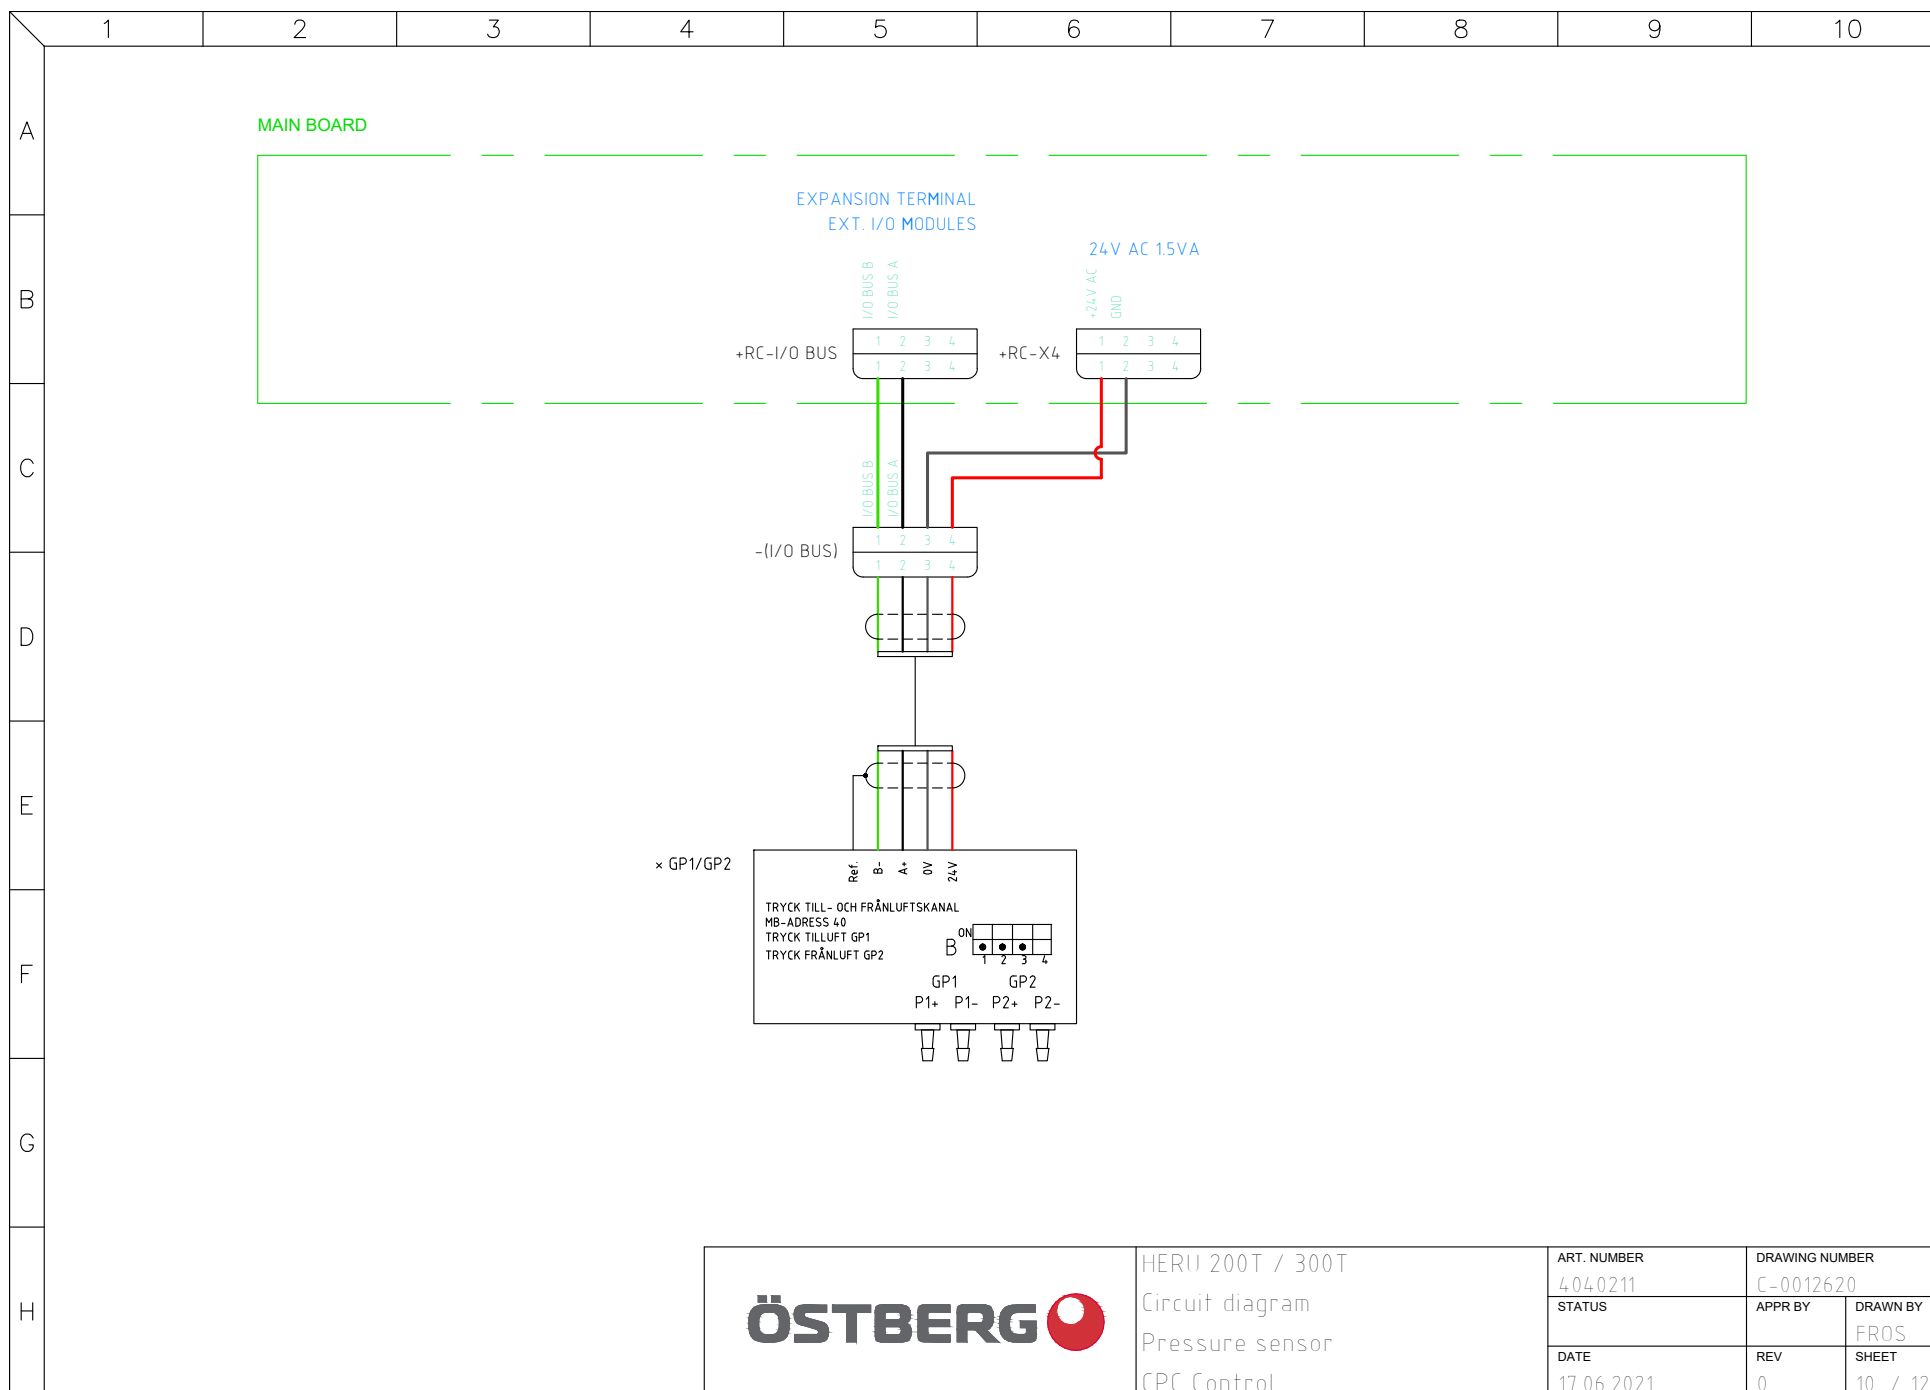 1 2 3 4 5 6 7 8 9 10
A
MAIN BOARD
EXPANSION TERMINAL
EXT. I/O MODULES
24V AC 1.5VA
B
I/O BUS B
I/O BUS A
+24V AC
GND
+RC-I/O BUS
1 2 3 4
1 2 3 4
+RC-X4
1 2 3 4
1 2 3 4
C
I/O BUS B
I/O BUS A
-(I/O BUS)
1 2 3 4
1 2 3 4
D
E
× GP1/GP2
Ref. B- A+ 0V 24V
TRYCK TILL- OCH FRÅNLUFTSKANAL
MB-ADRESS 40
TRYCK TILLUFT GP1
TRYCK FRÅNLUFT GP2
ON
B
1 2 3 4
F
GP1 GP2
P1+ P1- P2+ P2-
G
H
ÖSTBERG
HERU 200T / 300T
Circuit diagram
Pressure sensor
CPC Control
ART. NUMBER
4040211
DRAWING NUMBER
C-0012620
STATUS
APPR BY
DRAWN BY
FROS
DATE
17.06.2021
REV
0
SHEET
10 / 12